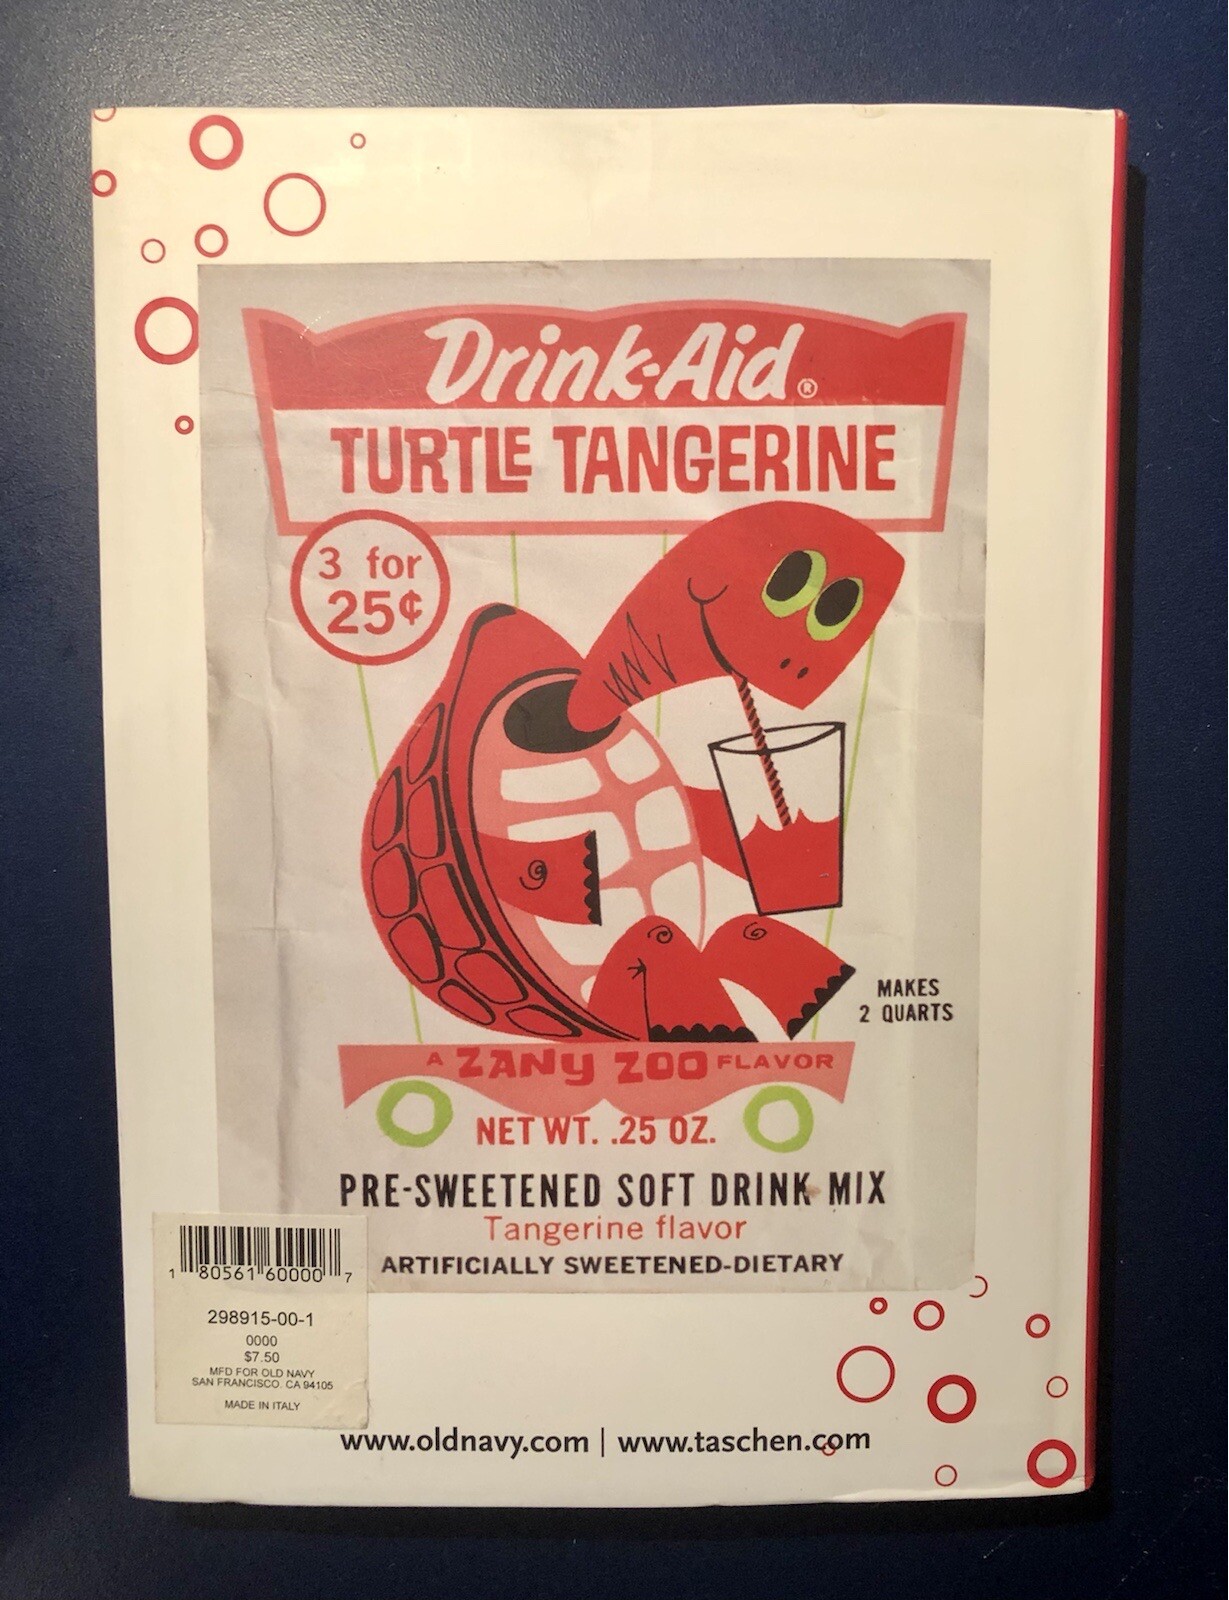 Drink-Aid®
TURTLE TANGERINE
3 for
25¢
MAKES
2 QUARTS
A ZANY ZOO FLAVOR
NET WT. .25 OZ.
PRE-SWEETENED SOFT DRINK MIX
Tangerine flavor
ARTIFICIALLY SWEETENED-DIETARY
1 80561 60000 7
298915-00-1
0000
$7.50
MFD FOR OLD NAVY
SAN FRANCISCO. CA 94105
MADE IN ITALY
www.oldnavy.com | www.taschen.com